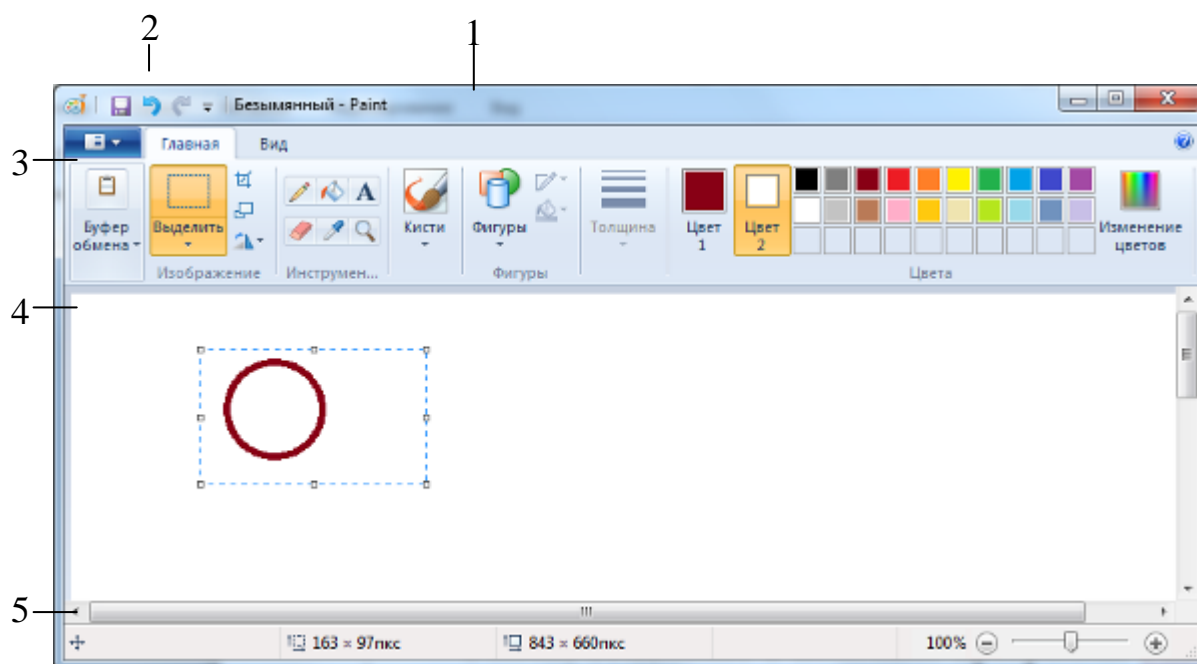 2
1
Безымянный - Paint
Главная Вид
3
Буфер обмена
Выделить
A
Кисти
Фигуры
Толщина
Цвет 1
Цвет 2
Изменение цветов
Изображение
Инструмен...
Фигуры
Цвета
4
5
163 × 97пкс
843 × 660пкс
100%